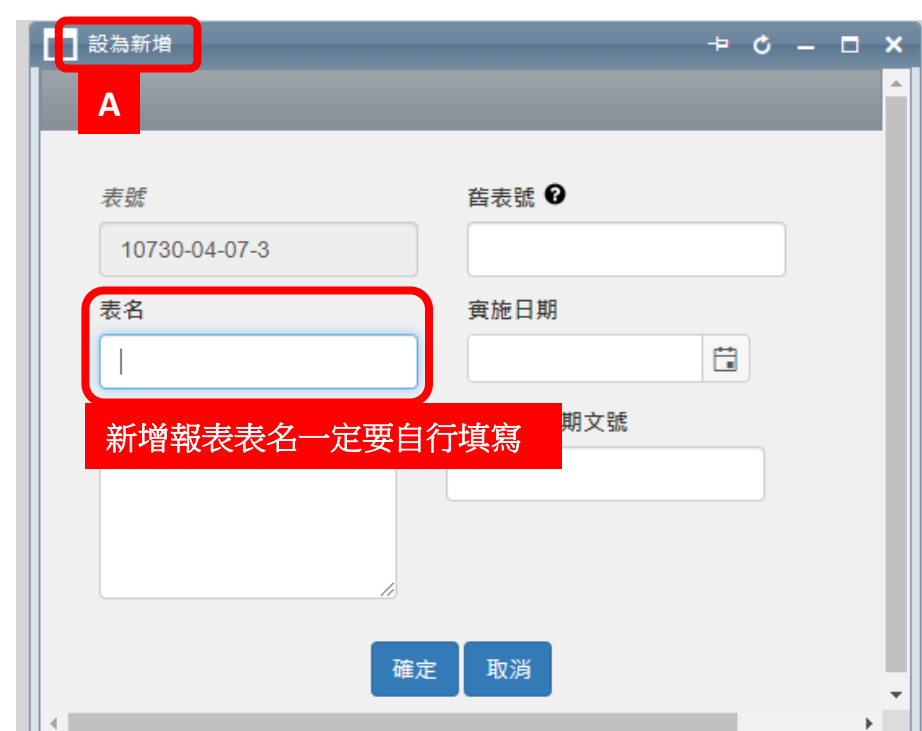 設為新增
A
表號
舊表號 ?
10730-04-07-3
表名
實施日期
新增報表表名一定要自行填寫
期文號
確定
取消